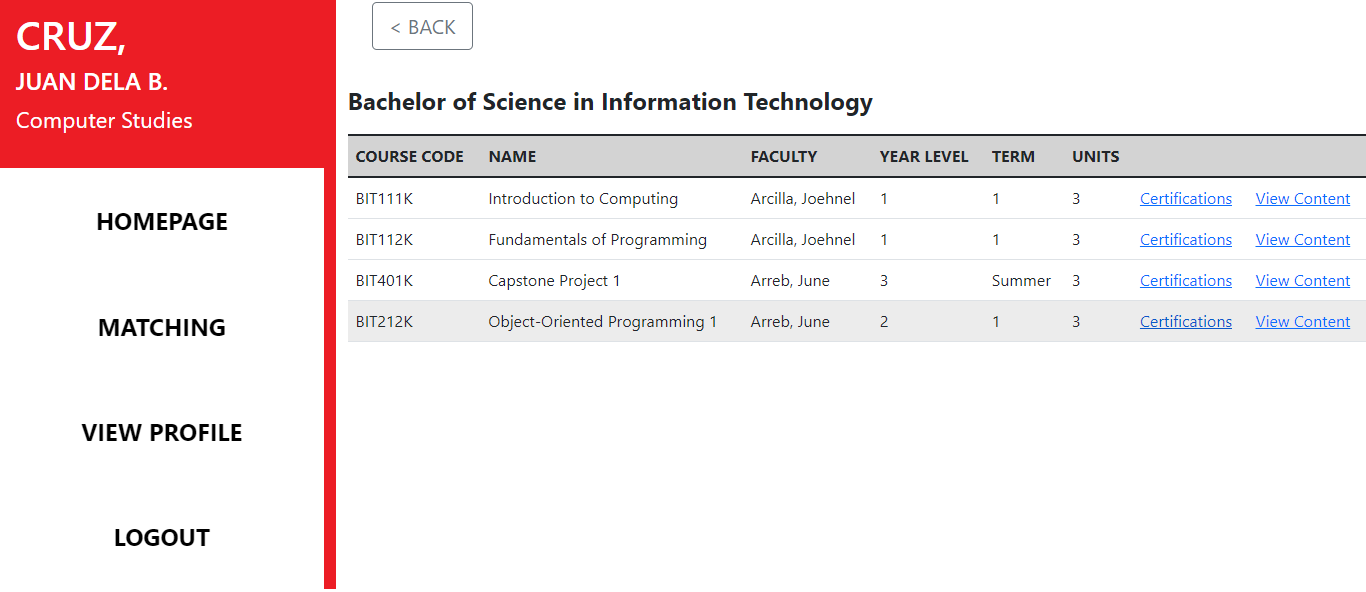 CRUZ,
JUAN DELA B.
Computer Studies
HOMEPAGE
MATCHING
VIEW PROFILE
LOGOUT
< BACK
Bachelor of Science in Information Technology
COURSE CODE NAME FACULTY YEAR LEVEL TERM UNITS
BIT111K Introduction to Computing Arcilla, Joehnel 1 1 3 Certifications View Content
BIT112K Fundamentals of Programming Arcilla, Joehnel 1 1 3 Certifications View Content
BIT401K Capstone Project 1 Arreb, June 3 Summer 3 Certifications View Content
BIT212K Object-Oriented Programming 1 Arreb, June 2 1 3 Certifications View Content